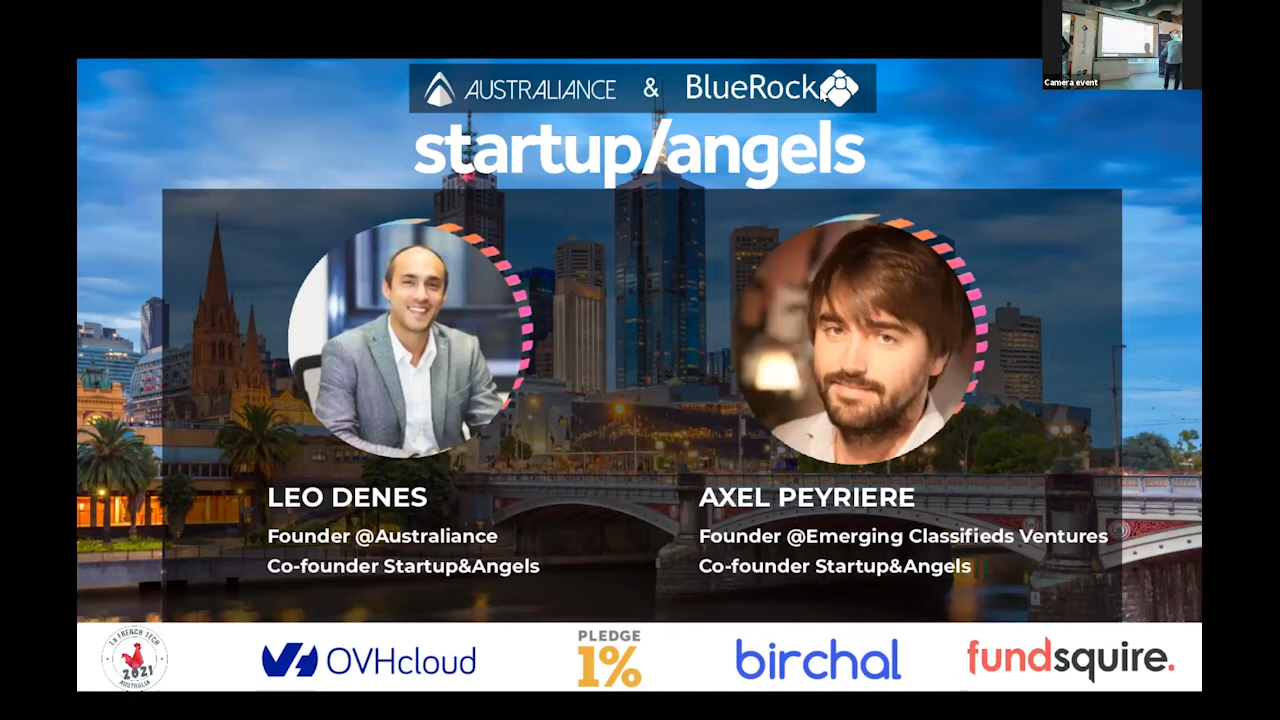 AUSTRALIANCE & BlueRock
Camera event
startup/angels
LEO DENES
Founder @Australiance
Co-founder Startup&Angels
AXEL PEYRIERE
Founder @Emerging Classifieds Ventures
Co-founder Startup&Angels
LA FRENCH TECH
2021
AUSTRALIA
OVHcloud
PLEDGE
1%
birchal
fundsquire.